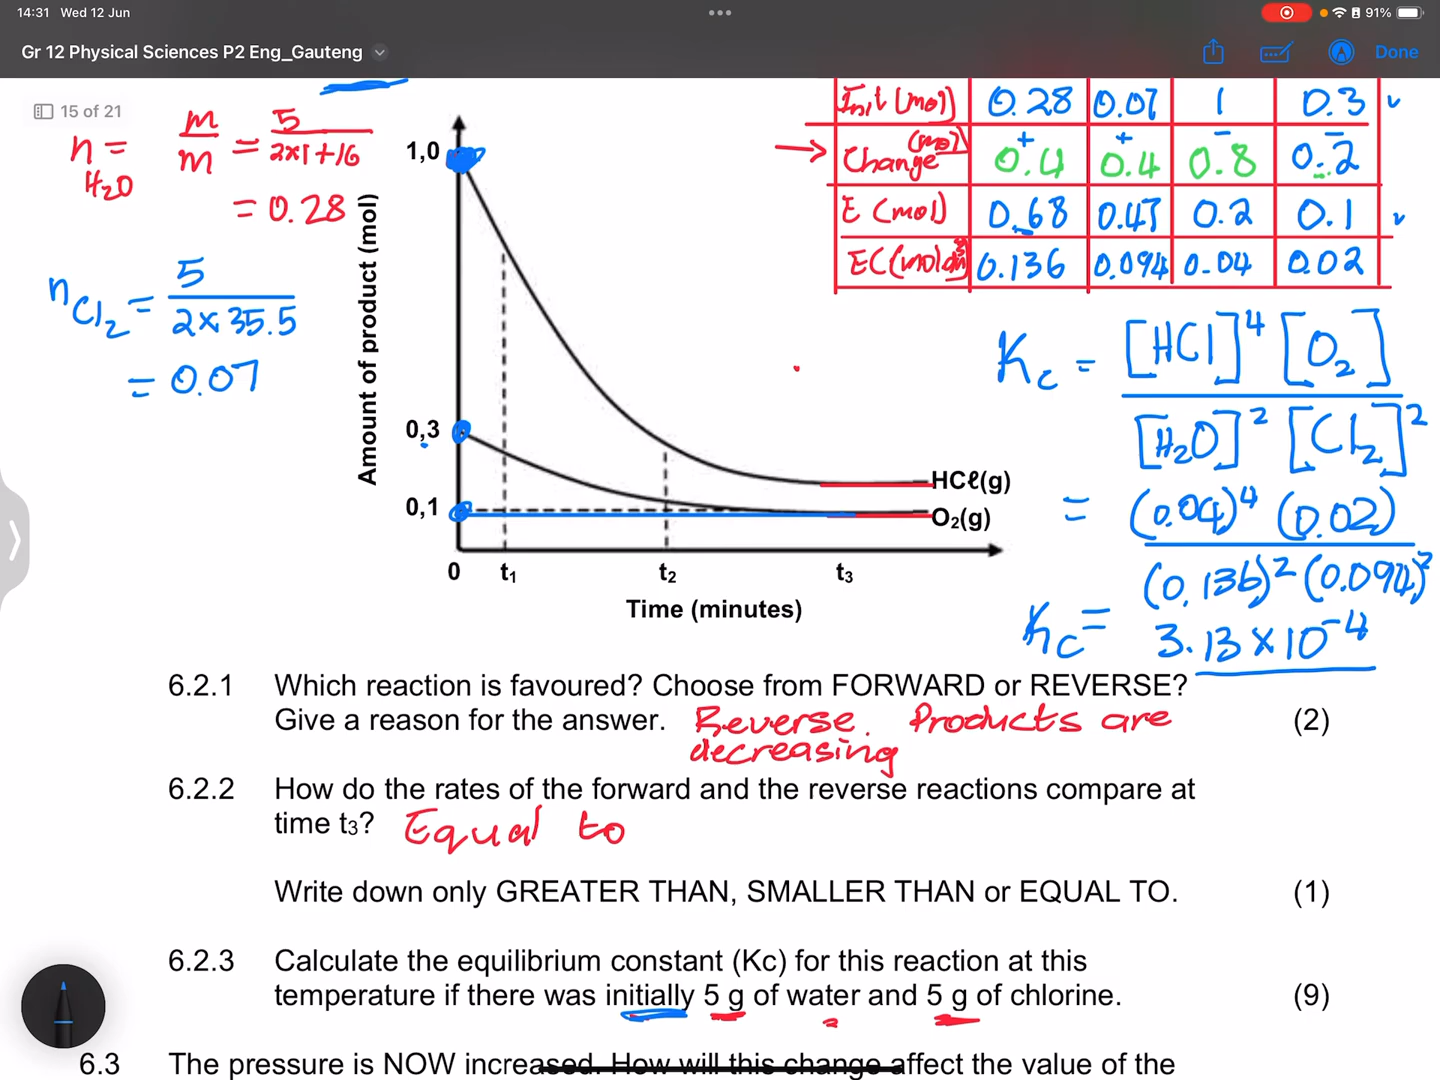 14:31 Wed 12 Jun
91%
Gr 12 Physical Sciences P2 Eng_Gauteng
Done
15 of 21
n H₂O = m/M = 5/(2×1+16)
= 0.28
n Cl₂ = 5/(2×35.5)
= 0.07
Init (mol) 0.28 0.07 1 0.3
Change (mol) +0.4 +0.4 −0.8 −0.2
E (mol) 0.68 0.47 0.2 0.1
EC (mol dm³) 0.136 0.094 0.04 0.02
Kc = [HCl]⁴ [O₂] / [H₂O]² [Cl₂]²
= (0.04)⁴ (0.02) / (0.136)² (0.094)²
Kc = 3.13 × 10⁻⁴
Amount of product (mol)
1,0
0,3
0,1
HCℓ(g)
O₂(g)
0 t₁ t₂ t₃
Time (minutes)
6.2.1 Which reaction is favoured? Choose from FORWARD or REVERSE?
Give a reason for the answer. Reverse. Products are (2)
decreasing
6.2.2 How do the rates of the forward and the reverse reactions compare at
time t₃? Equal to
Write down only GREATER THAN, SMALLER THAN or EQUAL TO. (1)
6.2.3 Calculate the equilibrium constant (Kc) for this reaction at this
temperature if there was initially 5 g of water and 5 g of chlorine. (9)
6.3 The pressure is NOW increased. How will this change affect the value of the